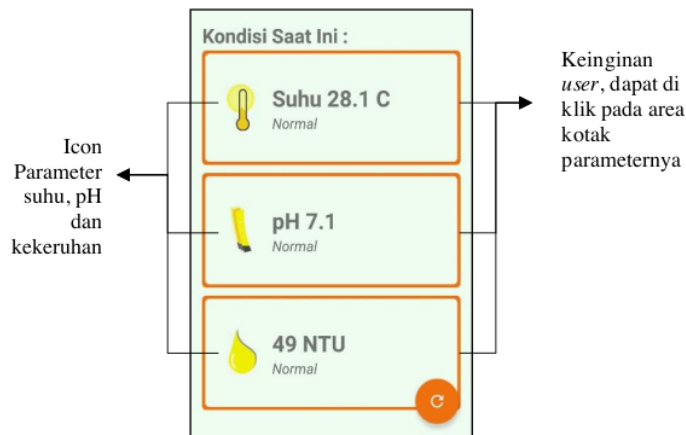 Kondisi Saat Ini :
Suhu 28.1 C
Normal
pH 7.1
Normal
49 NTU
Normal
Icon
Parameter
suhu, pH
dan
kekeruhan
Keinginan
user, dapat di
klik pada area
kotak
parameternya